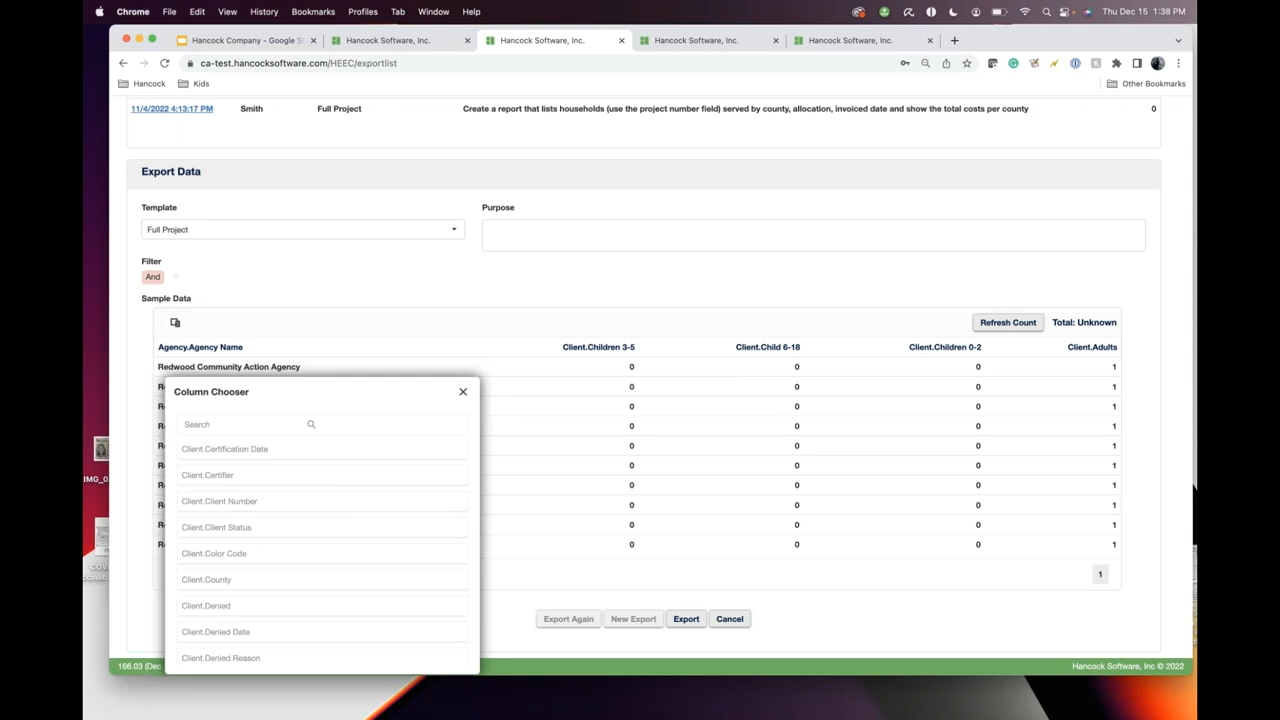 Chrome File Edit View History Bookmarks Profiles Tab Window Help Thu Dec 15 1:38 PM
Hancock Company – Google S Hancock Software, Inc. Hancock Software, Inc. Hancock Software, Inc. Hancock Software, Inc.
ca-test.hancocksoftware.com/HEEC/exportlist
Hancock Kids Other Bookmarks
11/4/2022 4:13:17 PM Smith Full Project Create a report that lists households (use the project number field) served by county, allocation, invoiced date and show the total costs per county 0
Export Data
Template Purpose
Full Project
Filter
And +
Sample Data
Refresh Count Total: Unknown
Agency.Agency Name Client.Children 3-5 Client.Child 6-18 Client.Children 0-2 Client.Adults
Redwood Community Action Agency 0 0 0 1
R 0 0 0 1
R 0 0 0 1
R 0 0 0 1
R 0 0 0 1
R 0 0 0 1
R 0 0 0 1
R 0 0 0 1
R 0 0 0 1
R 0 0 0 1
Column Chooser
Search
Client.Certification Date
Client.Certifier
Client.Client Number
Client.Client Status
Client.Color Code
Client.County
Client.Denied
Client.Denied Date
Client.Denied Reason
1
Export Again New Export Export Cancel
166.03 (Dec Hancock Software, Inc © 2022
IMG_0